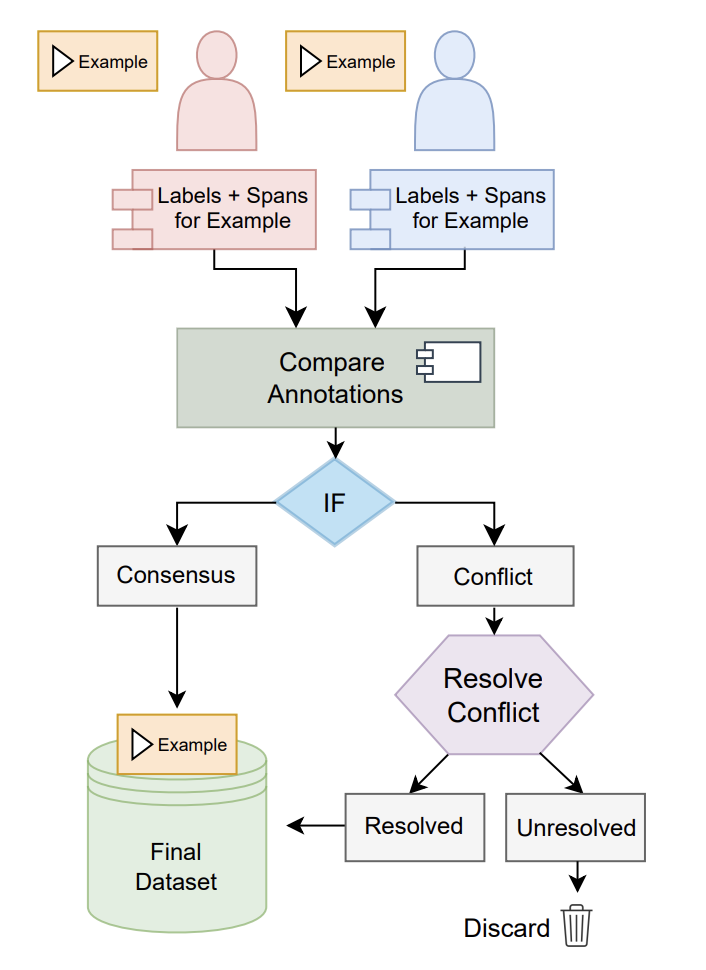 Example
Example
Labels + Spans
for Example
Labels + Spans
for Example
Compare
Annotations
IF
Consensus
Conflict
Resolve
Conflict
Example
Resolved
Unresolved
Final
Dataset
Discard